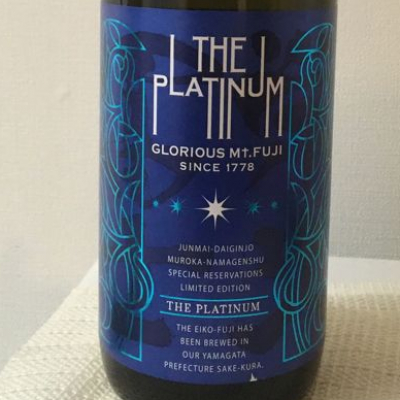 THE
PLATINUM
GLORIOUS Mt.FUJI
SINCE 1778
JUNMAI-DAIGINJO
MUROKA-NAMAGENSHU
SPECIAL RESERVATIONS
LIMITED EDITION
THE PLATINUM
THE EIKO-FUJI HAS
BEEN BREWED IN
OUR YAMAGATA
PREFECTURE SAKE-KURA.